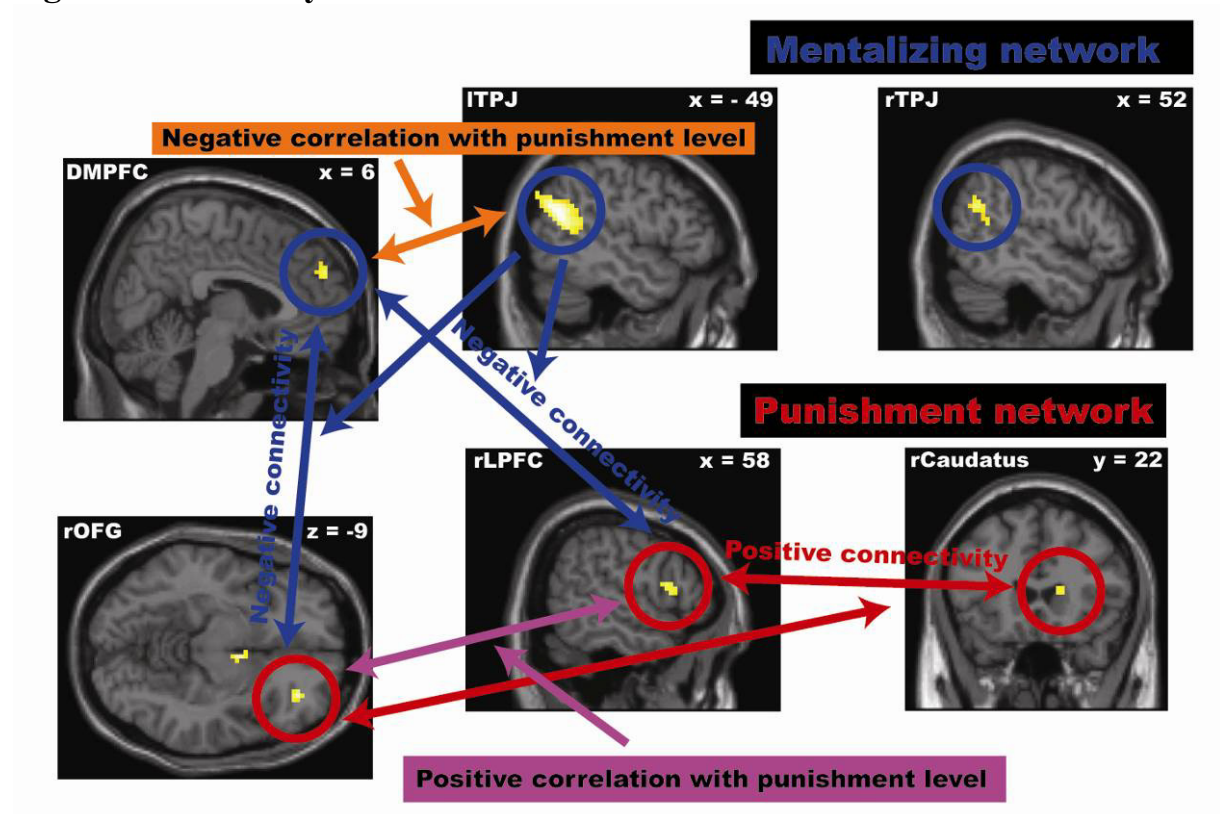 Mentalizing network
lTPJ x = - 49
rTPJ x = 52
Negative correlation with punishment level
DMPFC x = 6
Negative connectivity
Negative connectivity
Punishment network
rLPFC x = 58
rCaudatus y = 22
rOFG z = -9
Positive connectivity
Positive correlation with punishment level